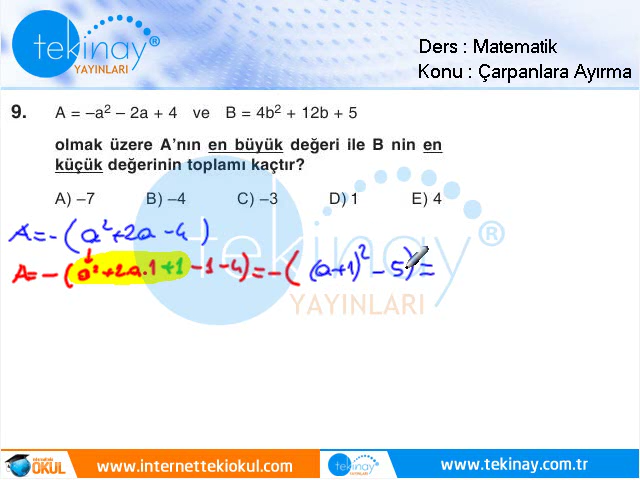 tekinay®
YAYINLARI
Ders : Matematik
Konu : Çarpanlara Ayırma
9. A = –a² – 2a + 4 ve B = 4b² + 12b + 5
olmak üzere A'nın en büyük değeri ile B nin en
küçük değerinin toplamı kaçtır?
A) –7 B) –4 C) –3 D) 1 E) 4
A=-(a²+2a-4)
A=-(a²+2a.1+1-1-4)=-((a+1)²-5)=
tekinay®
YAYINLARI
internetteki OKUL
www.internettekiokul.com
tekinay
YAYINLARI
www.tekinay.com.tr